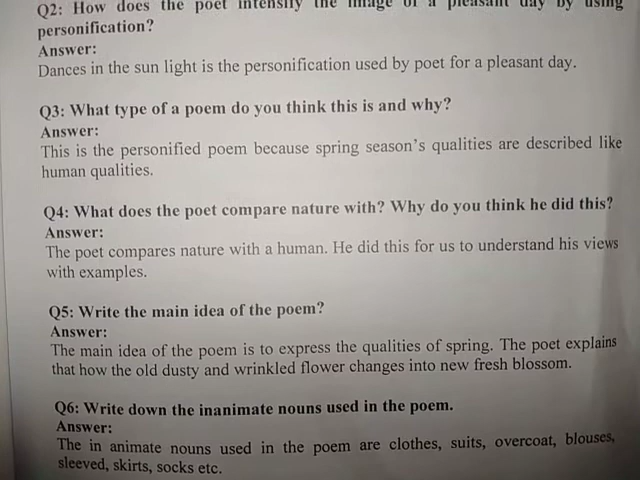 Q2: How does the poet intensify the image of a pleasant day by using
personification?
Answer:
Dances in the sun light is the personification used by poet for a pleasant day.
Q3: What type of a poem do you think this is and why?
Answer:
This is the personified poem because spring season's qualities are described like
human qualities.
Q4: What does the poet compare nature with? Why do you think he did this?
Answer:
The poet compares nature with a human. He did this for us to understand his views
with examples.
Q5: Write the main idea of the poem?
Answer:
The main idea of the poem is to express the qualities of spring. The poet explains
that how the old dusty and wrinkled flower changes into new fresh blossom.
Q6: Write down the inanimate nouns used in the poem.
Answer:
The in animate nouns used in the poem are clothes, suits, overcoat, blouses,
sleeved, skirts, socks etc.